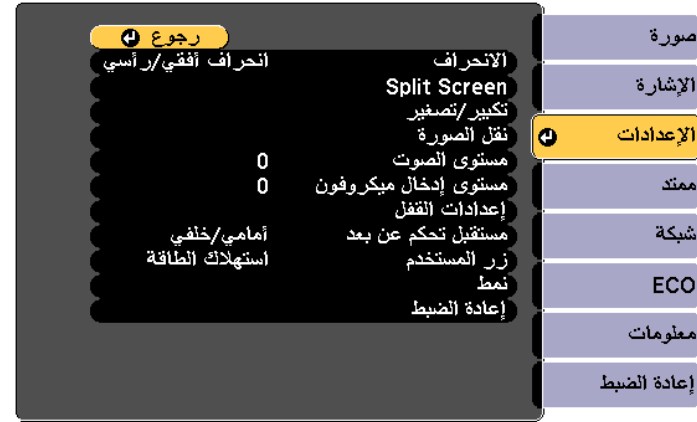 رجوع
الانحراف انحراف أفقي/رأسي
Split Screen
تكبير/تصغير
نقل الصورة
مستوى الصوت 0
مستوى إدخال ميكروفون 0
إعدادات القفل
مستقبل تحكم عن بعد أمامي/خلفي
زر المستخدم استهلاك الطاقة
نمط
إعادة الضبط
صورة
الإشارة
الإعدادات
ممتد
شبكة
ECO
معلومات
إعادة الضبط